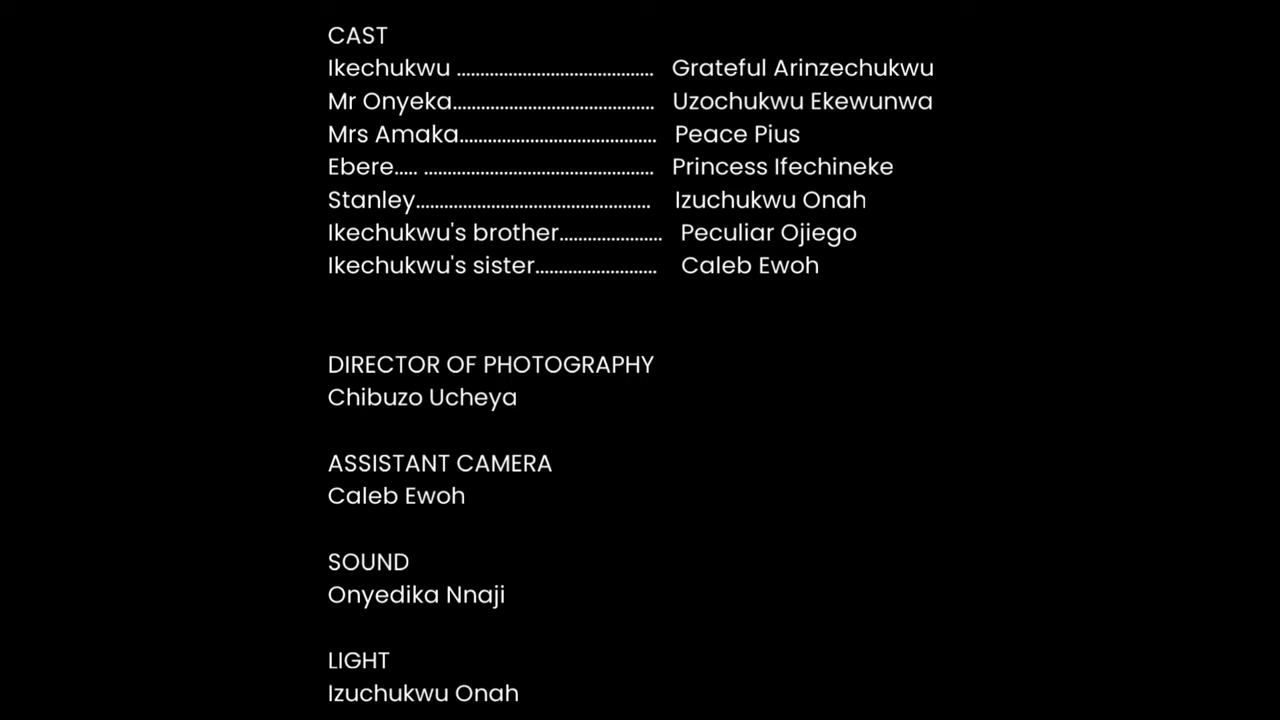 CAST
Ikechukwu .......................................... Grateful Arinzechukwu
Mr Onyeka........................................... Uzochukwu Ekewunwa
Mrs Amaka.......................................... Peace Pius
Ebere..... ................................................. Princess Ifechineke
Stanley.................................................. Izuchukwu Onah
Ikechukwu's brother...................... Peculiar Ojiego
Ikechukwu's sister.......................... Caleb Ewoh
DIRECTOR OF PHOTOGRAPHY
Chibuzo Ucheya
ASSISTANT CAMERA
Caleb Ewoh
SOUND
Onyedika Nnaji
LIGHT
Izuchukwu Onah